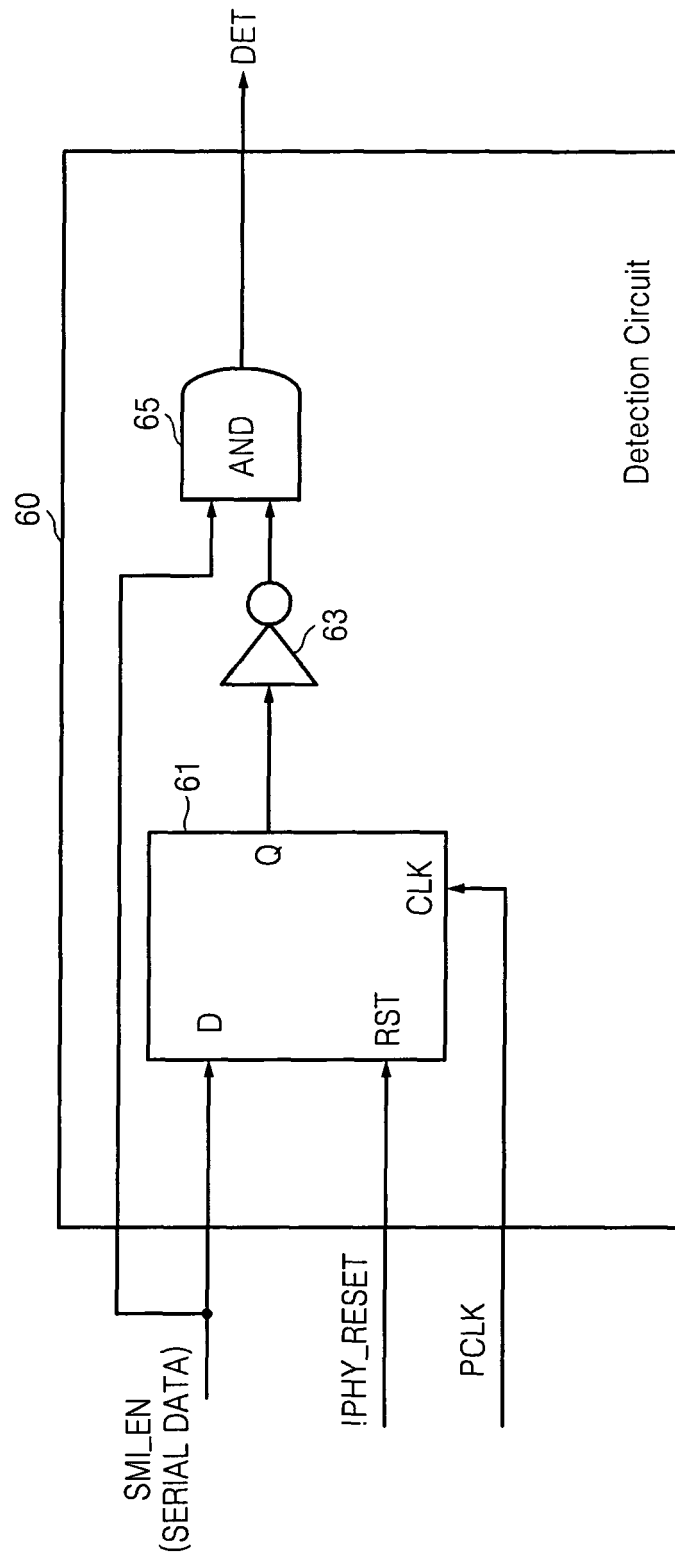 60
SMI_EN
(SERIAL DATA)
!PHY_RESET
PCLK
D
RST
CLK
Q
61
63
65
AND
DET
Detection Circuit